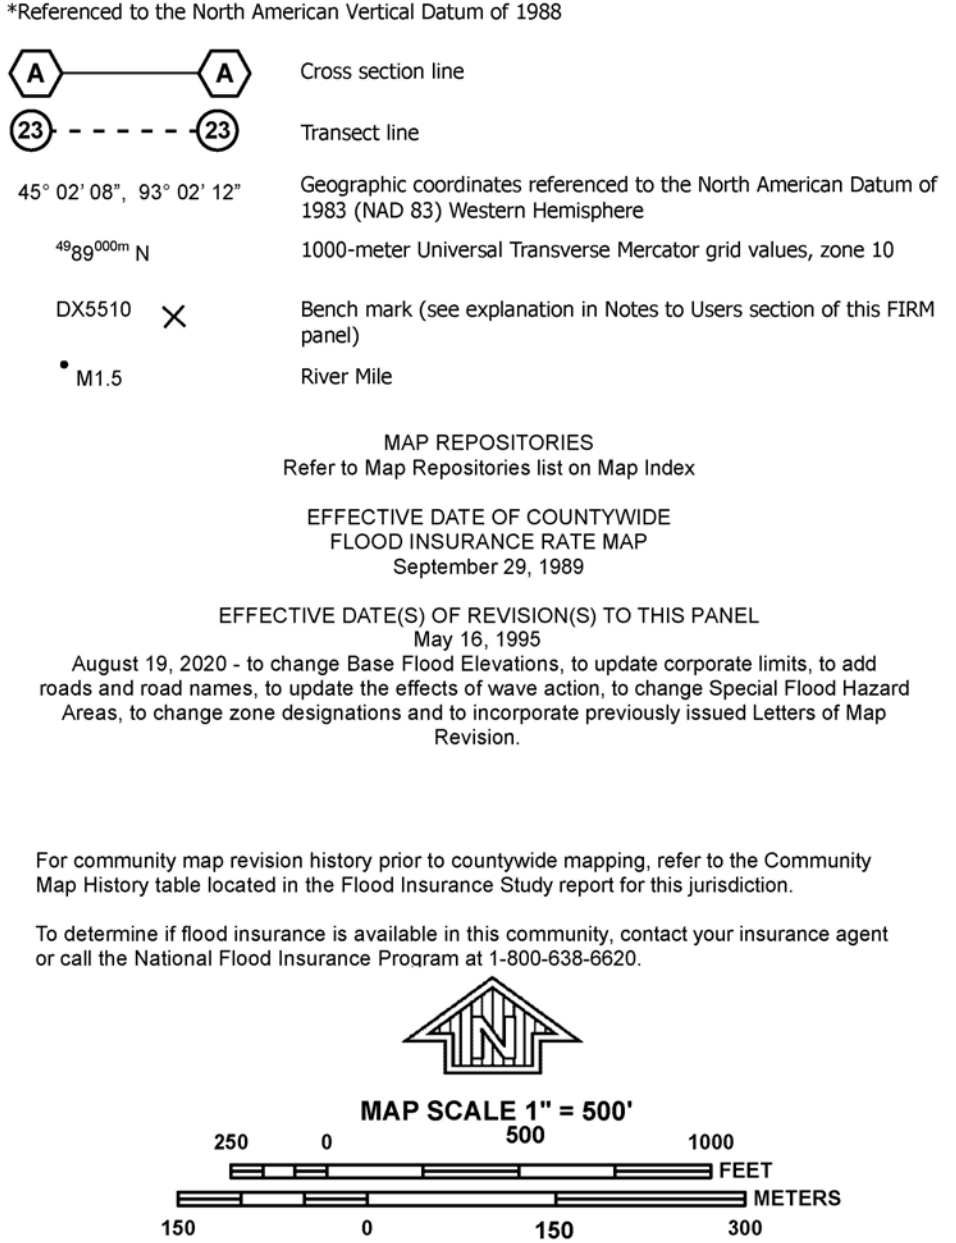 *Referenced to the North American Vertical Datum of 1988
A A Cross section line
23 23 Transect line
45° 02’ 08”, 93° 02’ 12” Geographic coordinates referenced to the North American Datum of
1983 (NAD 83) Western Hemisphere
⁴⁹89⁰⁰⁰ᵐ N 1000-meter Universal Transverse Mercator grid values, zone 10
DX5510 Bench mark (see explanation in Notes to Users section of this FIRM
panel)
M1.5 River Mile
MAP REPOSITORIES
Refer to Map Repositories list on Map Index
EFFECTIVE DATE OF COUNTYWIDE
FLOOD INSURANCE RATE MAP
September 29, 1989
EFFECTIVE DATE(S) OF REVISION(S) TO THIS PANEL
May 16, 1995
August 19, 2020 - to change Base Flood Elevations, to update corporate limits, to add
roads and road names, to update the effects of wave action, to change Special Flood Hazard
Areas, to change zone designations and to incorporate previously issued Letters of Map
Revision.
For community map revision history prior to countywide mapping, refer to the Community
Map History table located in the Flood Insurance Study report for this jurisdiction.
To determine if flood insurance is available in this community, contact your insurance agent
or call the National Flood Insurance Program at 1-800-638-6620.
N
MAP SCALE 1" = 500'
250 0 500 1000
FEET
METERS
150 0 150 300